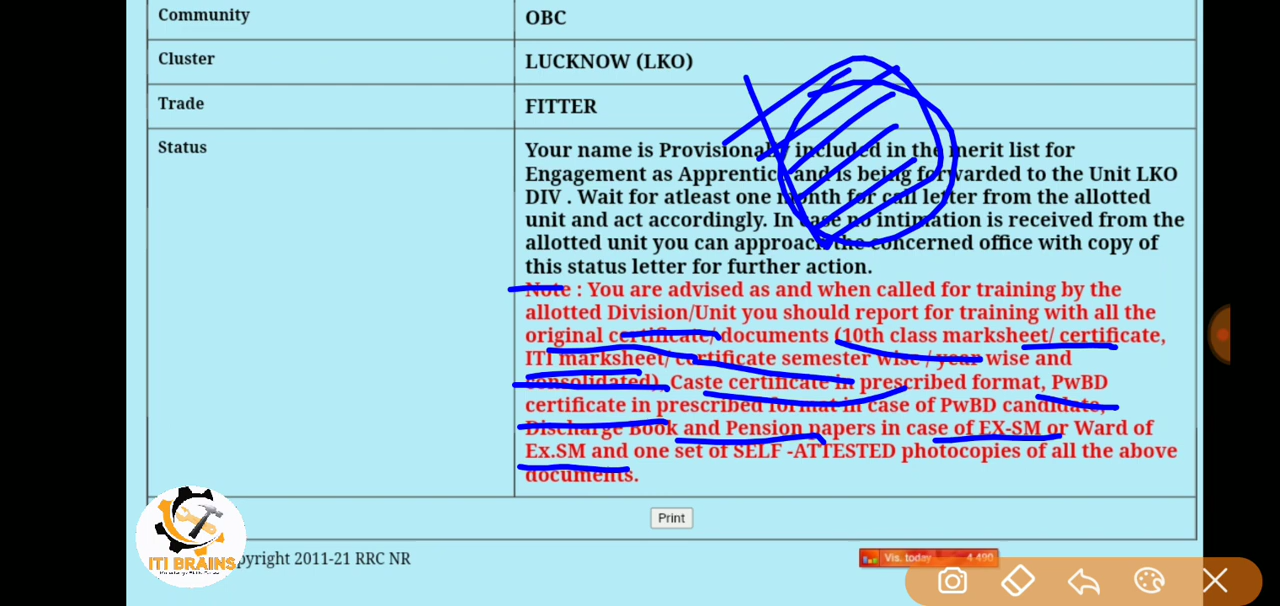 Community OBC
Cluster LUCKNOW (LKO)
Trade FITTER
Status Your name is Provisionally included in the merit list for
Engagement as Apprentice and is being forwarded to the Unit LKO
DIV . Wait for atleast one month for call letter from the allotted
unit and act accordingly. In case no intimation is received from the
allotted unit you can approach the concerned office with copy of
this status letter for further action.
Note : You are advised as and when called for training by the
allotted Division/Unit you should report for training with all the
original certificate/ documents (10th class marksheet/ certificate,
ITI marksheet/ certificate semester wise / year wise and
consolidated), Caste certificate in prescribed format, PwBD
certificate in prescribed format in case of PwBD candidate,
Discharge Book and Pension papers in case of EX-SM or Ward of
Ex.SM and one set of SELF -ATTESTED photocopies of all the above
documents.
Print
ITI BRAINS
pyright 2011-21 RRC NR
Vis. today 4 490